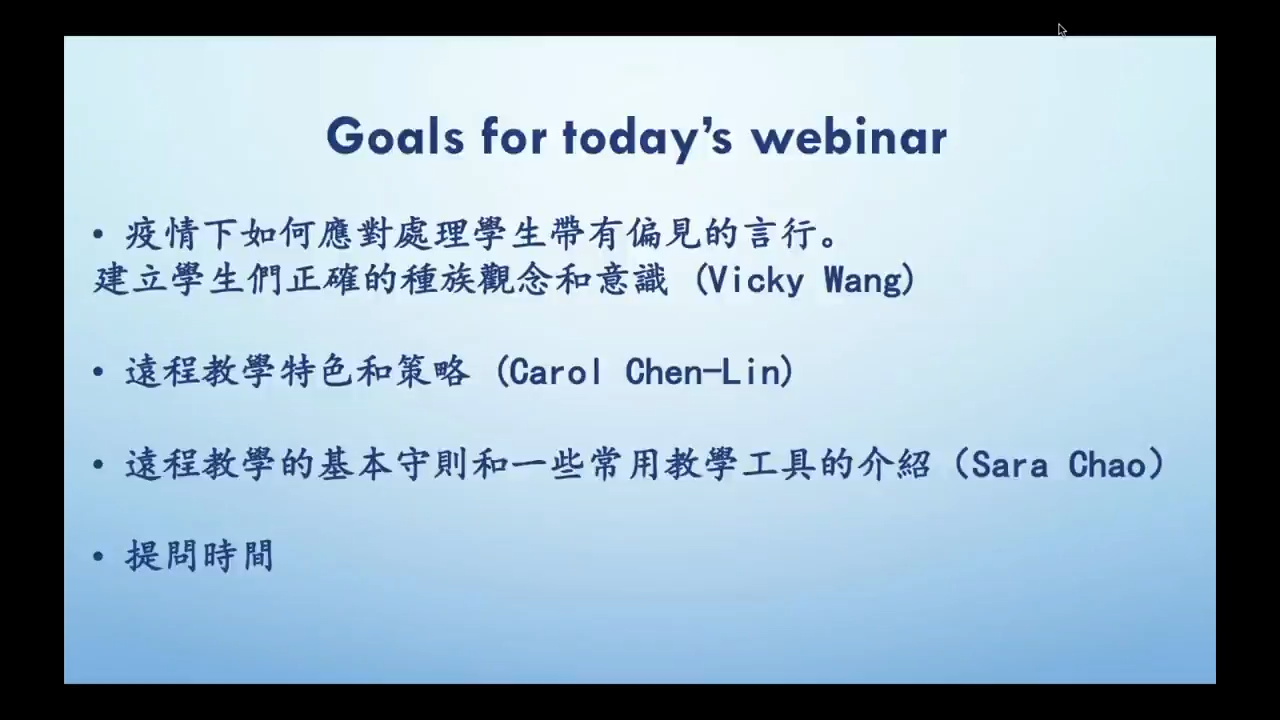 Goals for today's webinar
• 疫情下如何應對處理學生帶有偏見的言行。
建立學生們正確的種族觀念和意識 (Vicky Wang)
• 遠程教學特色和策略 (Carol Chen-Lin)
• 遠程教學的基本守則和一些常用教學工具的介紹（Sara Chao）
• 提問時間